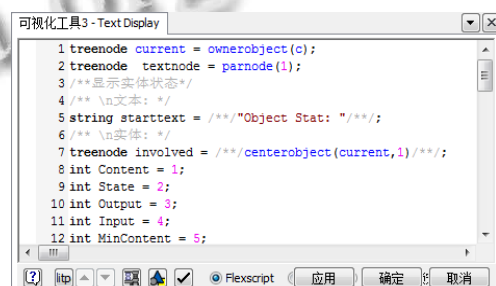 可视化工具3 - Text Display
1 treenode current = ownerobject(c);
2 treenode  textnode = parnode(1);
3 /**显示实体状态*/
4 /** \n文本: */
5 string starttext = /**/"Object Stat: "/**/;
6 /** \n实体: */
7 treenode involved = /**/centerobject(current,1)/**/;
8 int Content = 1;
9 int State = 2;
10 int Output = 3;
11 int Input = 4;
12 int MinContent = 5;
litp Flexscript 应用 确定 取消